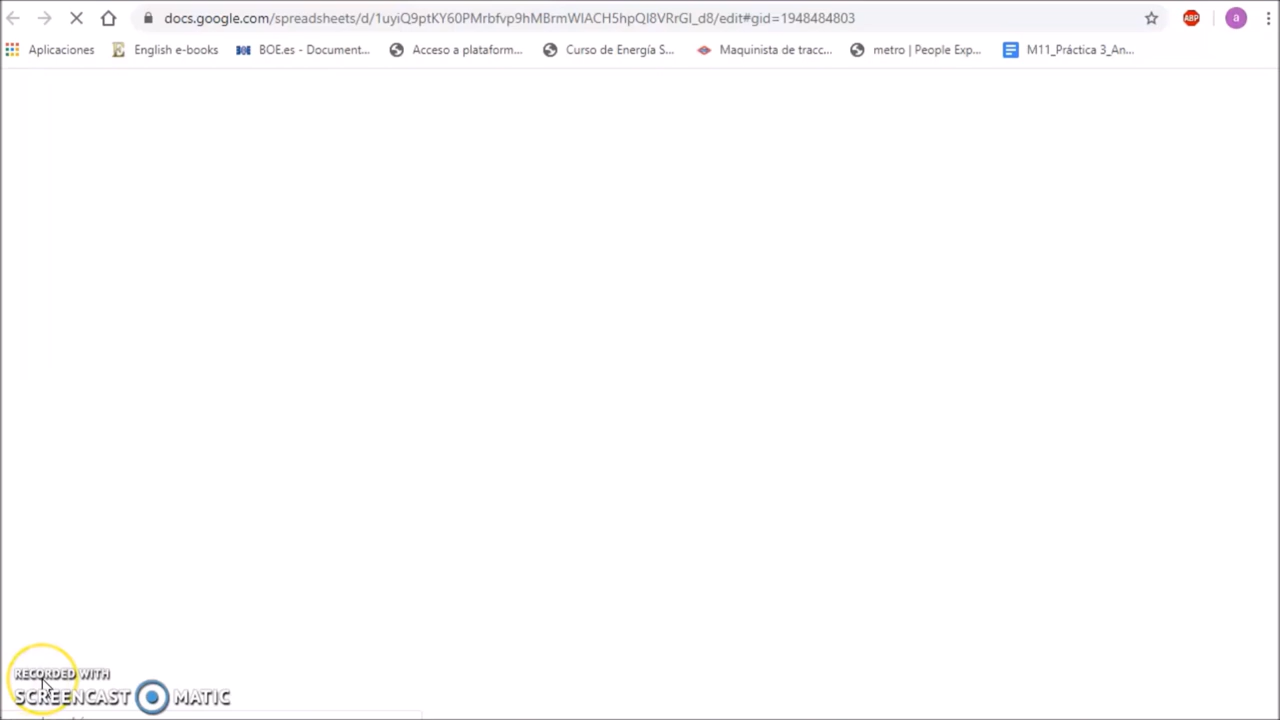 docs.google.com/spreadsheets/d/1uyiQ9ptKY60PMrbfvp9hMBrmWIACH5hpQI8VRrGI_d8/edit#gid=1948484803
ABP
a
Aplicaciones
English e-books
BOE.es - Document...
Acceso a plataform...
Curso de Energía S...
Maquinista de tracc...
metro | People Exp...
M11_Práctica 3_An...
RECORDED WITH
SCREENCAST MATIC